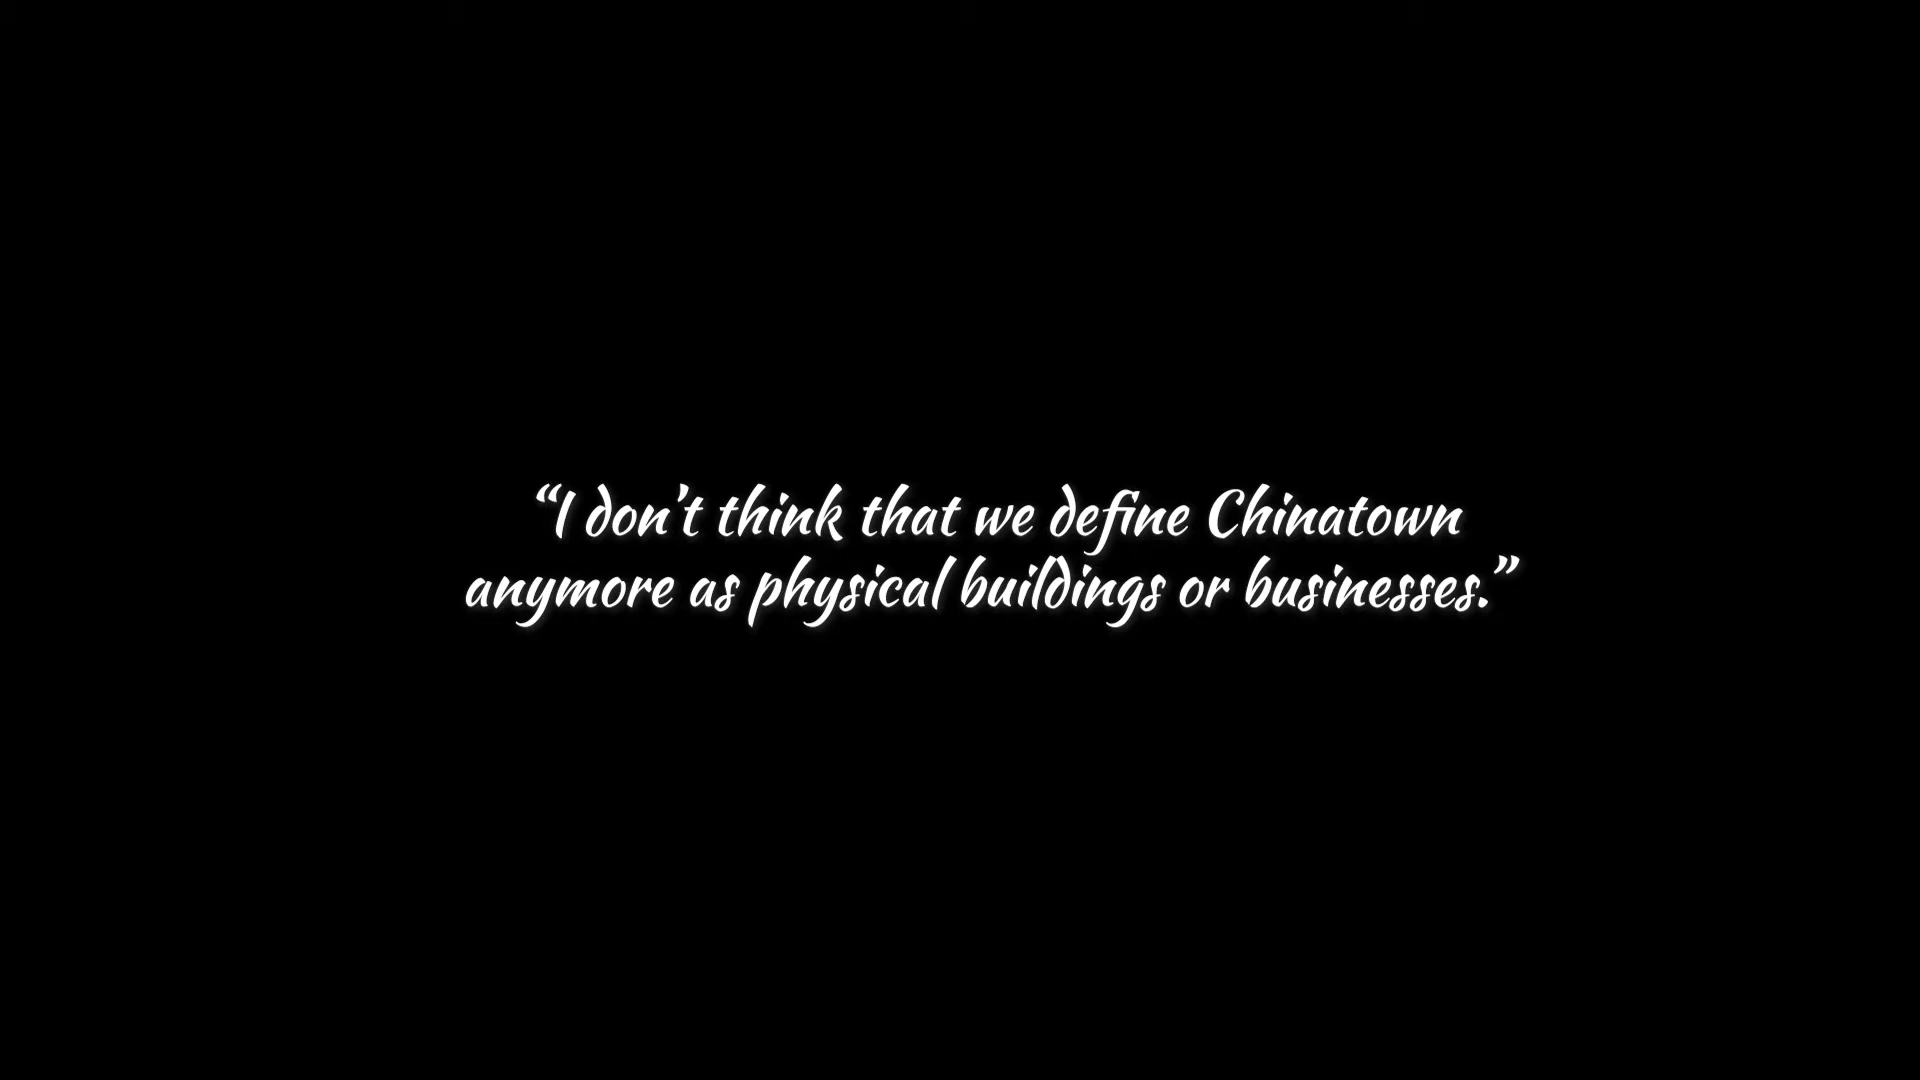 “I don’t think that we define Chinatown
anymore as physical buildings or businesses.”